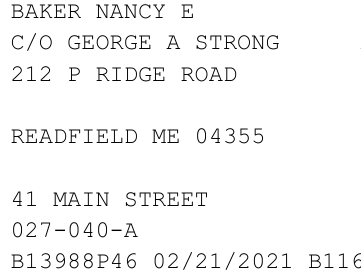 BAKER NANCY E
C/O GEORGE A STRONG
212 P RIDGE ROAD
READFIELD ME 04355
41 MAIN STREET
027-040-A
B13988P46 02/21/2021